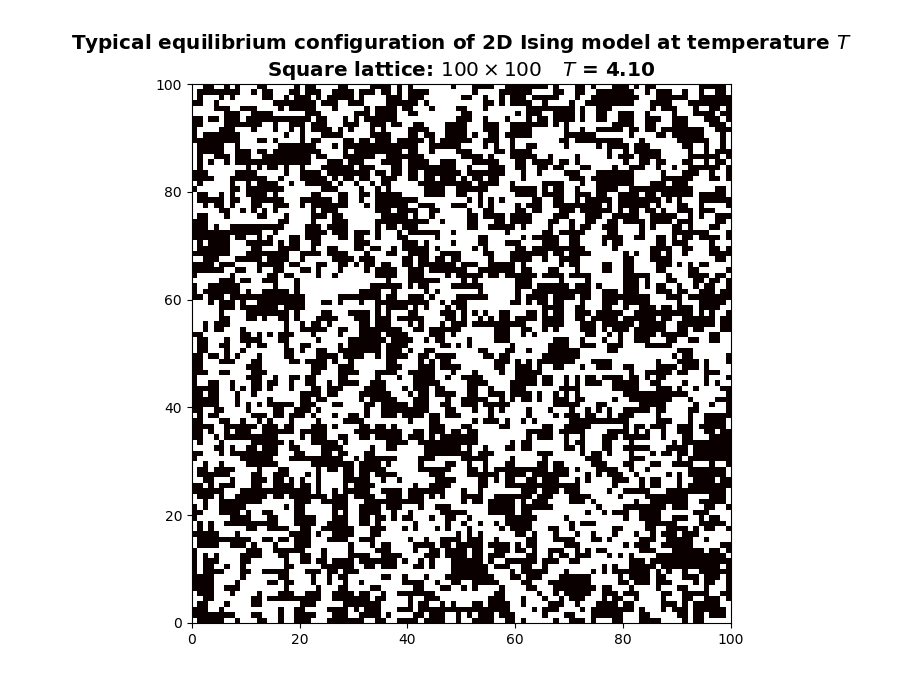 Typical equilibrium configuration of 2D Ising model at temperature T
Square lattice: 100 × 100 T = 4.10
100
80
60
40
20
0
0 20 40 60 80 100